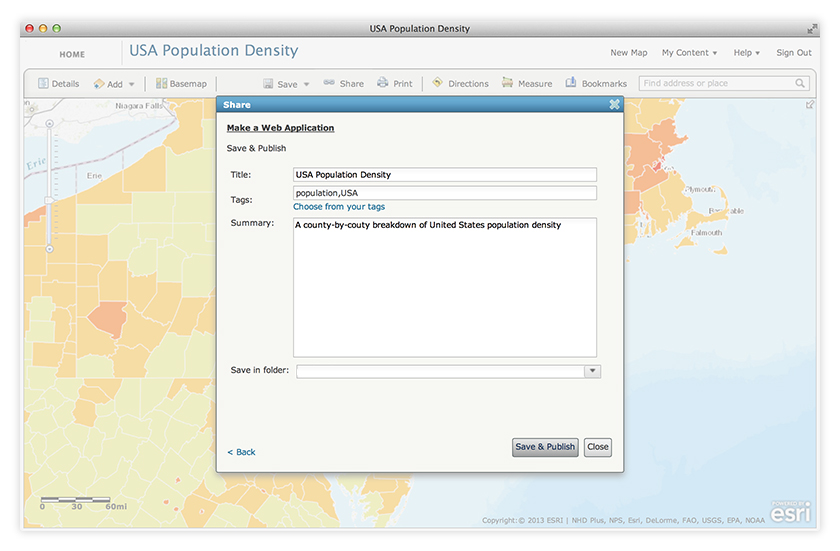 USA Population Density
HOME
USA Population Density
New Map My Content Help Sign Out
Details Add Basemap Save Share Print Directions Measure Bookmarks Find address or place
Share
Niagara Falls
Make a Web Application
Save & Publish
Erie
Erie
Title: USA Population Density
Tags: population,USA
Plymouth
Choose from your tags
Barnstable
Summary: A county-by-couty breakdown of United States population density
Falmouth
Save in folder:
< Back
Save & Publish Close
0 30 60mi
POWERED BY
esri
Copyright:© 2013 ESRI | NHD Plus, NPS, Esri, DeLorme, FAO, USGS, EPA, NOAA